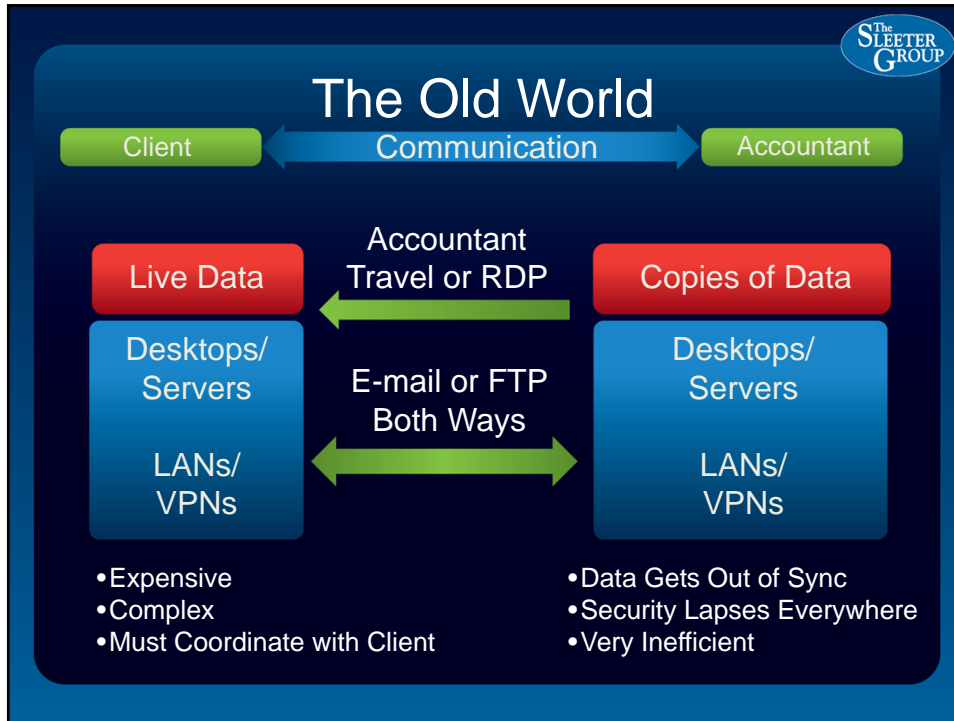 The
SLEETER
GROUP
The Old World
Client
Communication
Accountant
Accountant
Travel or RDP
Live Data
Copies of Data
Desktops/
Servers
LANs/
VPNs
E-mail or FTP
Both Ways
Desktops/
Servers
LANs/
VPNs
•Expensive
•Complex
•Must Coordinate with Client
•Data Gets Out of Sync
•Security Lapses Everywhere
•Very Inefficient